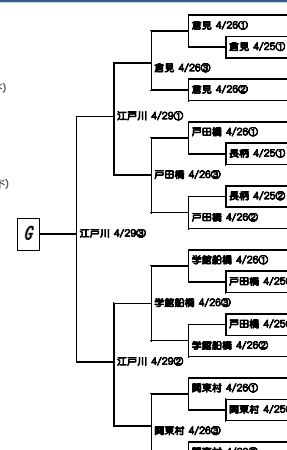 倉見 4/26①
倉見 4/25①
倉見 4/26③
倉見 4/26②
江戸川 4/29①
戸田橋 4/26①
長柄 4/25①
戸田橋 4/26③
長柄 4/25②
戸田橋 4/26②
G
江戸川 4/29③
学館船橋 4/26①
戸田橋 4/25
学館船橋 4/26③
戸田橋 4/25
学館船橋 4/26②
江戸川 4/29②
関東村 4/26①
関東村 4/25
関東村 4/26③